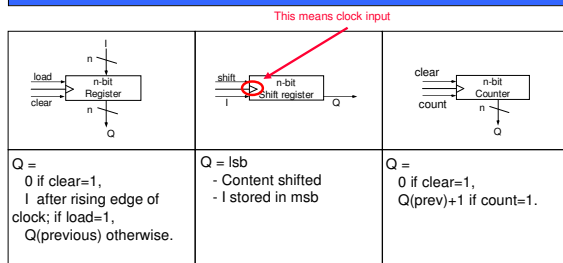 This means clock input
I
n
load
n-bit
Register
clear
n
Q
shift
n-bit
Shift register
I
Q
clear
n-bit
Counter
count
n
Q
Q =
0 if clear=1,
I after rising edge of
clock; if load=1,
Q(previous) otherwise.
Q = lsb
- Content shifted
- I stored in msb
Q =
0 if clear=1,
Q(prev)+1 if count=1.